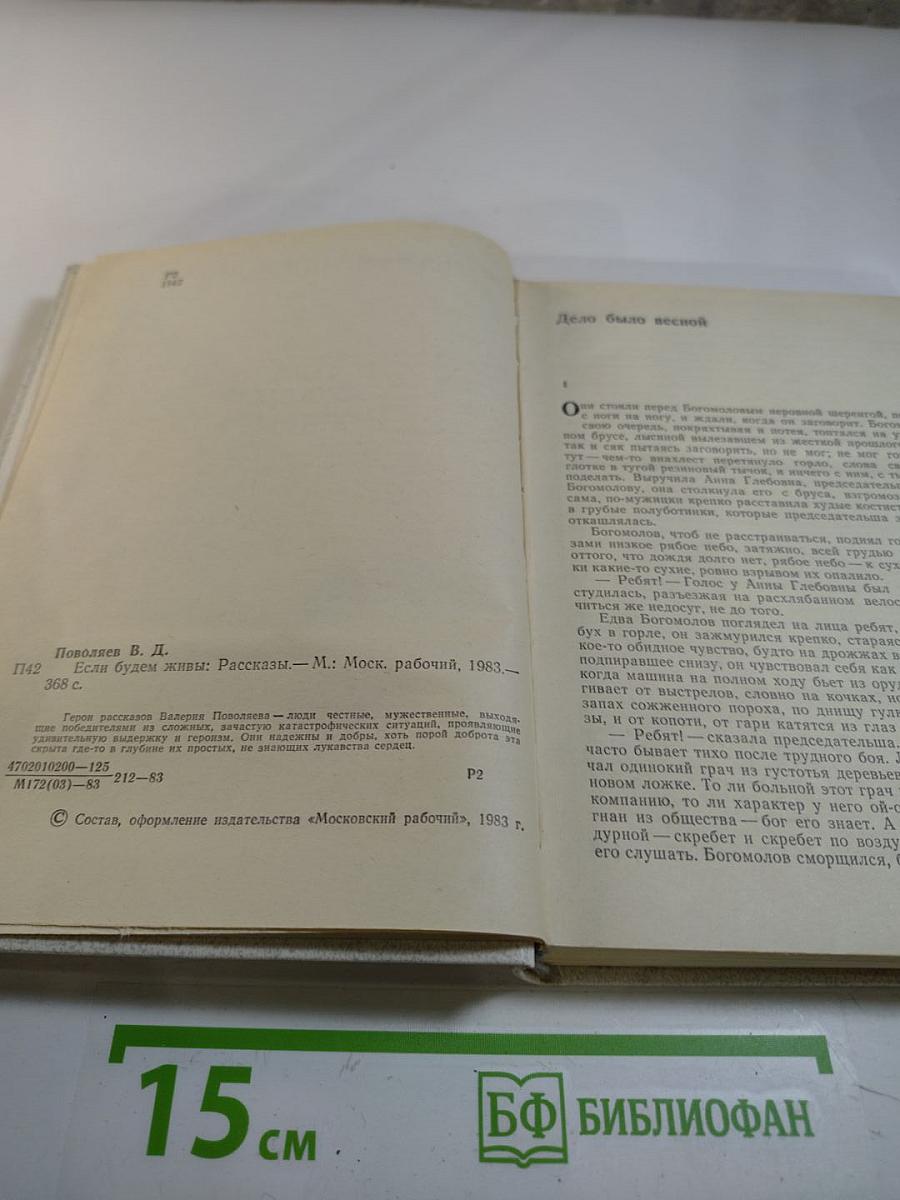 Р2
П42
Поволяев В. Д.
П42 Если будем живы: Рассказы.— М.: Моск. рабочий, 1983.—
368 с.
Герои рассказов Валерия Поволяева — люди честные, мужественные, выходя-
щие победителями из сложных, зачастую катастрофических ситуаций, проявляющие
удивительную выдержку и героизм. Они надежны и добры, хоть порой доброта эта
скрыта где-то в глубине их простых, не знающих лукавства сердец.
4702010200—125
М172(03)—83
212—83
Р2
© Состав, оформление издательства «Московский рабочий», 1983 г.
Дело было весной
1
Они стояли перед Богомоловым неровной шеренгой,
с ноги на ногу, и ждали, когда он заговорит.
свою очередь, покряхтывая и потея, топтался на
ном брусе, лысиной вылезавшем из жесткой
так и сяк пытаясь заговорить, но не мог; не мог
тут — чем-то внахлест перетянуло горло, слова
глотке в тугой резиновый тычок, и ничего с ним, с
поделать. Выручила Анна Глебовна,
Богомолову, она столкнула его с бруса,
сама, по-мужицки крепко расставила худые
в грубые полуботинки, которые председательша
откашлялась.
Богомолов, чтоб не расстраиваться, поднял
зами низкое рябое небо, затяжно, всей грудью
оттого, что дождя долго нет, рябое небо — к
ки какие-то сухие, ровно взрывом их опалило.
— Ребят! — Голос у Анны Глебовны был
студилась, разъезжая на расхлябанном
читься же недосуг, не до того.
Едва Богомолов поглядел на лица ребят,
бух в горле, он зажмурился крепко,
кое-то обидное чувство, будто на дрожжах
подпиравшее снизу, он чувствовал себя как
когда машина на полном ходу бьет из
гивает от выстрелов, словно на кочках,
запах сожженного пороха, по днищу
зы, и от копоти, от гари катятся из глаз
— Ребят! — сказала председательша.
часто бывает тихо после трудного боя.
чал одинокий грач из густотья деревьев
новом ложке. То ли больной этот грач
компанию, то ли характер у него
гнан из общества — бог его знает. А
дурной — скребет и скребет по
его слушать. Богомолов сморщился,
15 см
БФ БИБЛИОФАН